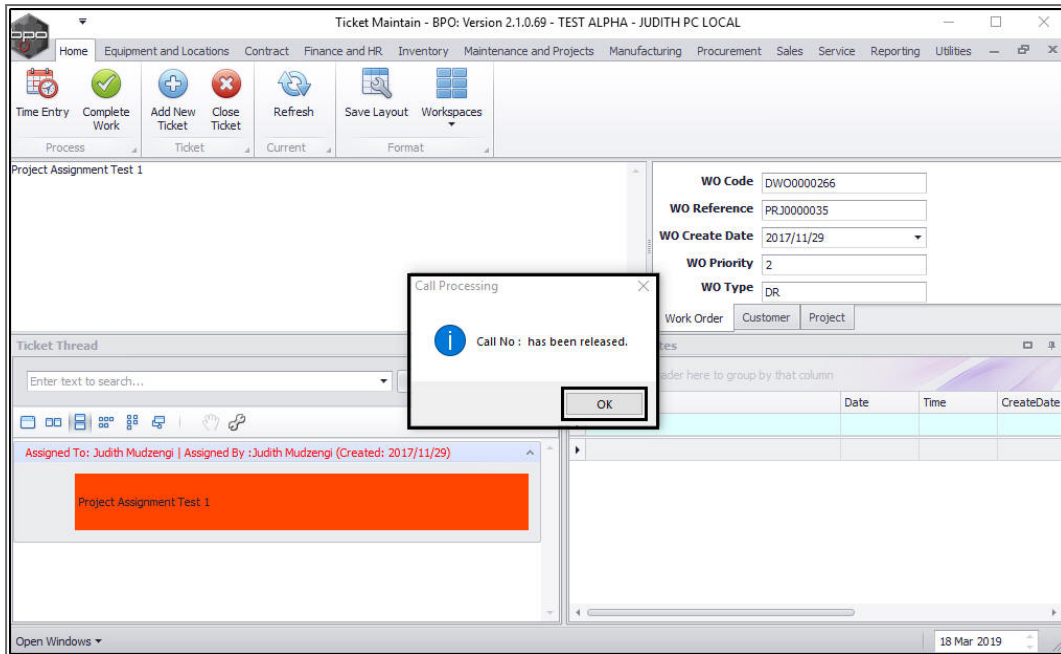 bpo
Ticket Maintain - BPO: Version 2.1.0.69 - TEST ALPHA - JUDITH PC LOCAL
Home Equipment and Locations Contract Finance and HR Inventory Maintenance and Projects Manufacturing Procurement Sales Service Reporting Utilities
Time Entry
Complete Work
Add New Ticket
Close Ticket
Refresh
Save Layout
Workspaces
Process
Ticket
Current
Format
Project Assignment Test 1
WO Code DWO0000266
WO Reference PRJ0000035
WO Create Date 2017/11/29
WO Priority 2
WO Type DR
Work Order Customer Project
Call Processing
Call No : has been released.
OK
Ticket Thread
Enter text to search...
here to group by that column
Date Time CreateDate
Assigned To: Judith Mudzengi | Assigned By :Judith Mudzengi (Created: 2017/11/29)
Project Assignment Test 1
Open Windows
18 Mar 2019